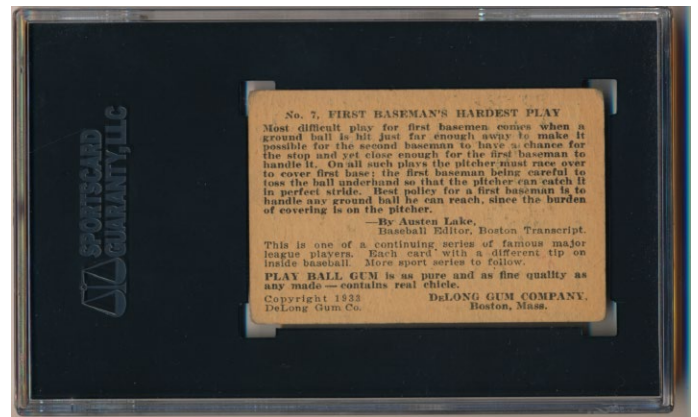 SPORTSCARD
GUARANTY, LLC
No. 7, FIRST BASEMAN'S HARDEST PLAY
Most difficult play for first basemen comes when a
ground ball is hit just far enough away to make it
possible for the second baseman to have a chance for
the stop and yet close enough for the first baseman to
handle it. On all such plays the pitcher must race over
to cover first base; the first baseman being careful to
toss the ball underhand so that the pitcher can catch it
in perfect stride. Best policy for a first baseman is to
handle any ground ball he can reach, since the burden
of covering is on the pitcher.
—By Austen Lake,
Baseball Editor, Boston Transcript.
This is one of a continuing series of famous major
league players. Each card with a different tip on
inside baseball. More sport series to follow.
PLAY BALL GUM is as pure and as fine quality as
any made — contains real chicle.
Copyright 1933 DELONG GUM COMPANY,
DeLong Gum Co. Boston, Mass.